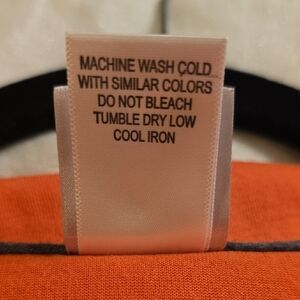 MACHINE WASH COLD
WITH SIMILAR COLORS
DO NOT BLEACH
TUMBLE DRY LOW
COOL IRON